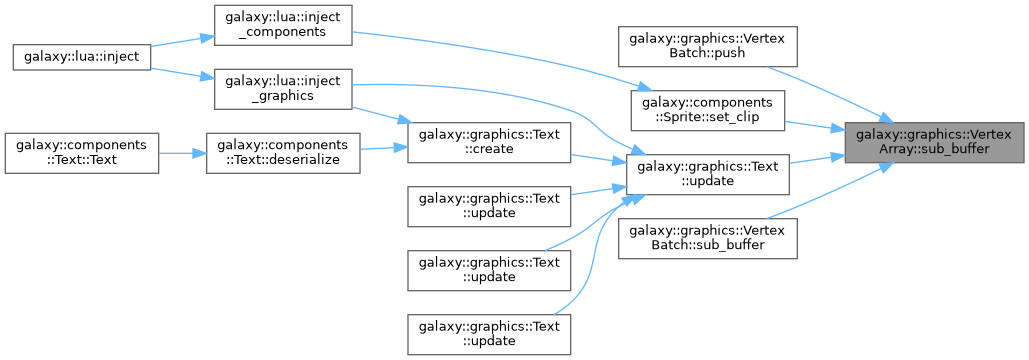 galaxy::lua::inject
galaxy::lua::inject
_components
galaxy::lua::inject
_graphics
galaxy::components
::Text::Text
galaxy::components
::Text::deserialize
galaxy::graphics::Text
::create
galaxy::graphics::Text
::update
galaxy::graphics::Text
::update
galaxy::graphics::Text
::update
galaxy::graphics::Vertex
Batch::push
galaxy::components
::Sprite::set_clip
galaxy::graphics::Text
::update
galaxy::graphics::Vertex
Batch::sub_buffer
galaxy::graphics::Vertex
Array::sub_buffer